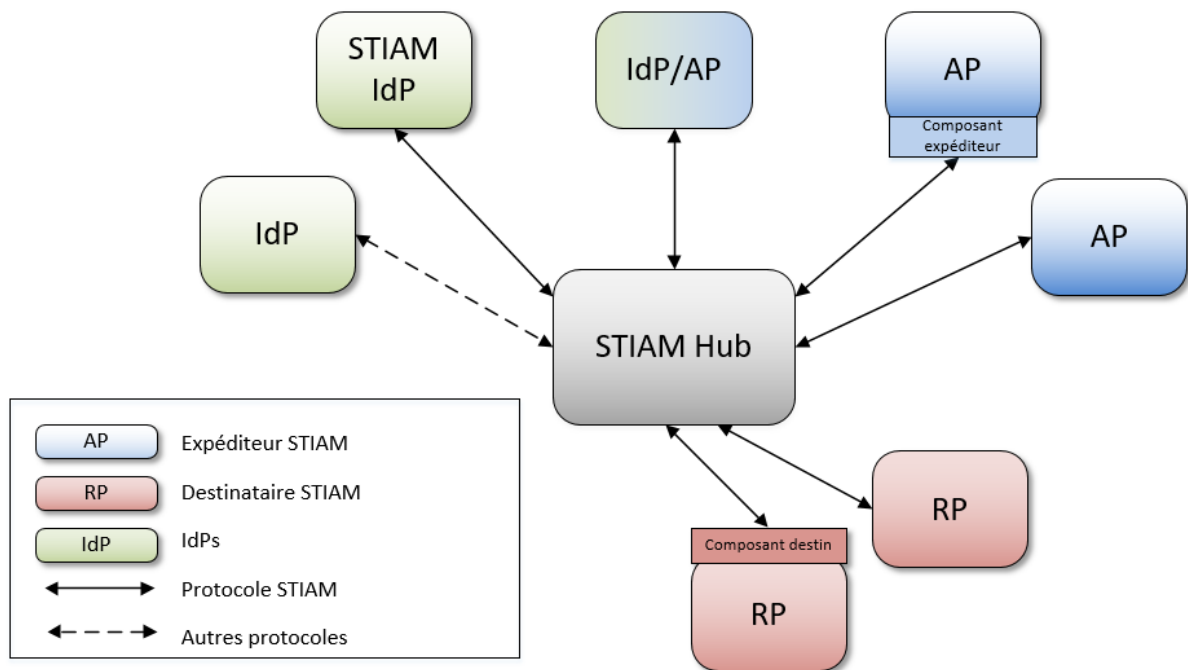 STIAM
IdP
IdP/AP
AP
Composant
expéditeur
IdP
AP
STIAM Hub
AP Expéditeur STIAM
RP Destinataire STIAM
IdP IdPs
Protocole STIAM
Autres protocoles
RP
Composant destin
RP